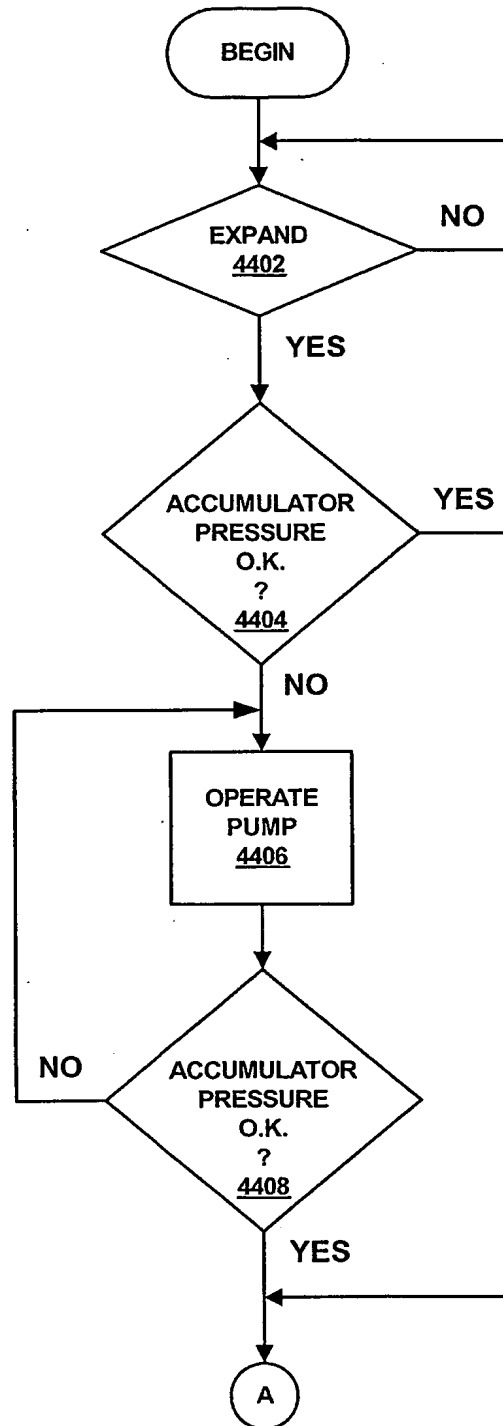 BEGIN
EXPAND
4402
NO
YES
ACCUMULATOR
PRESSURE
O.K.
?
4404
YES
NO
OPERATE
PUMP
4406
ACCUMULATOR
PRESSURE
O.K.
?
4408
NO
YES
A